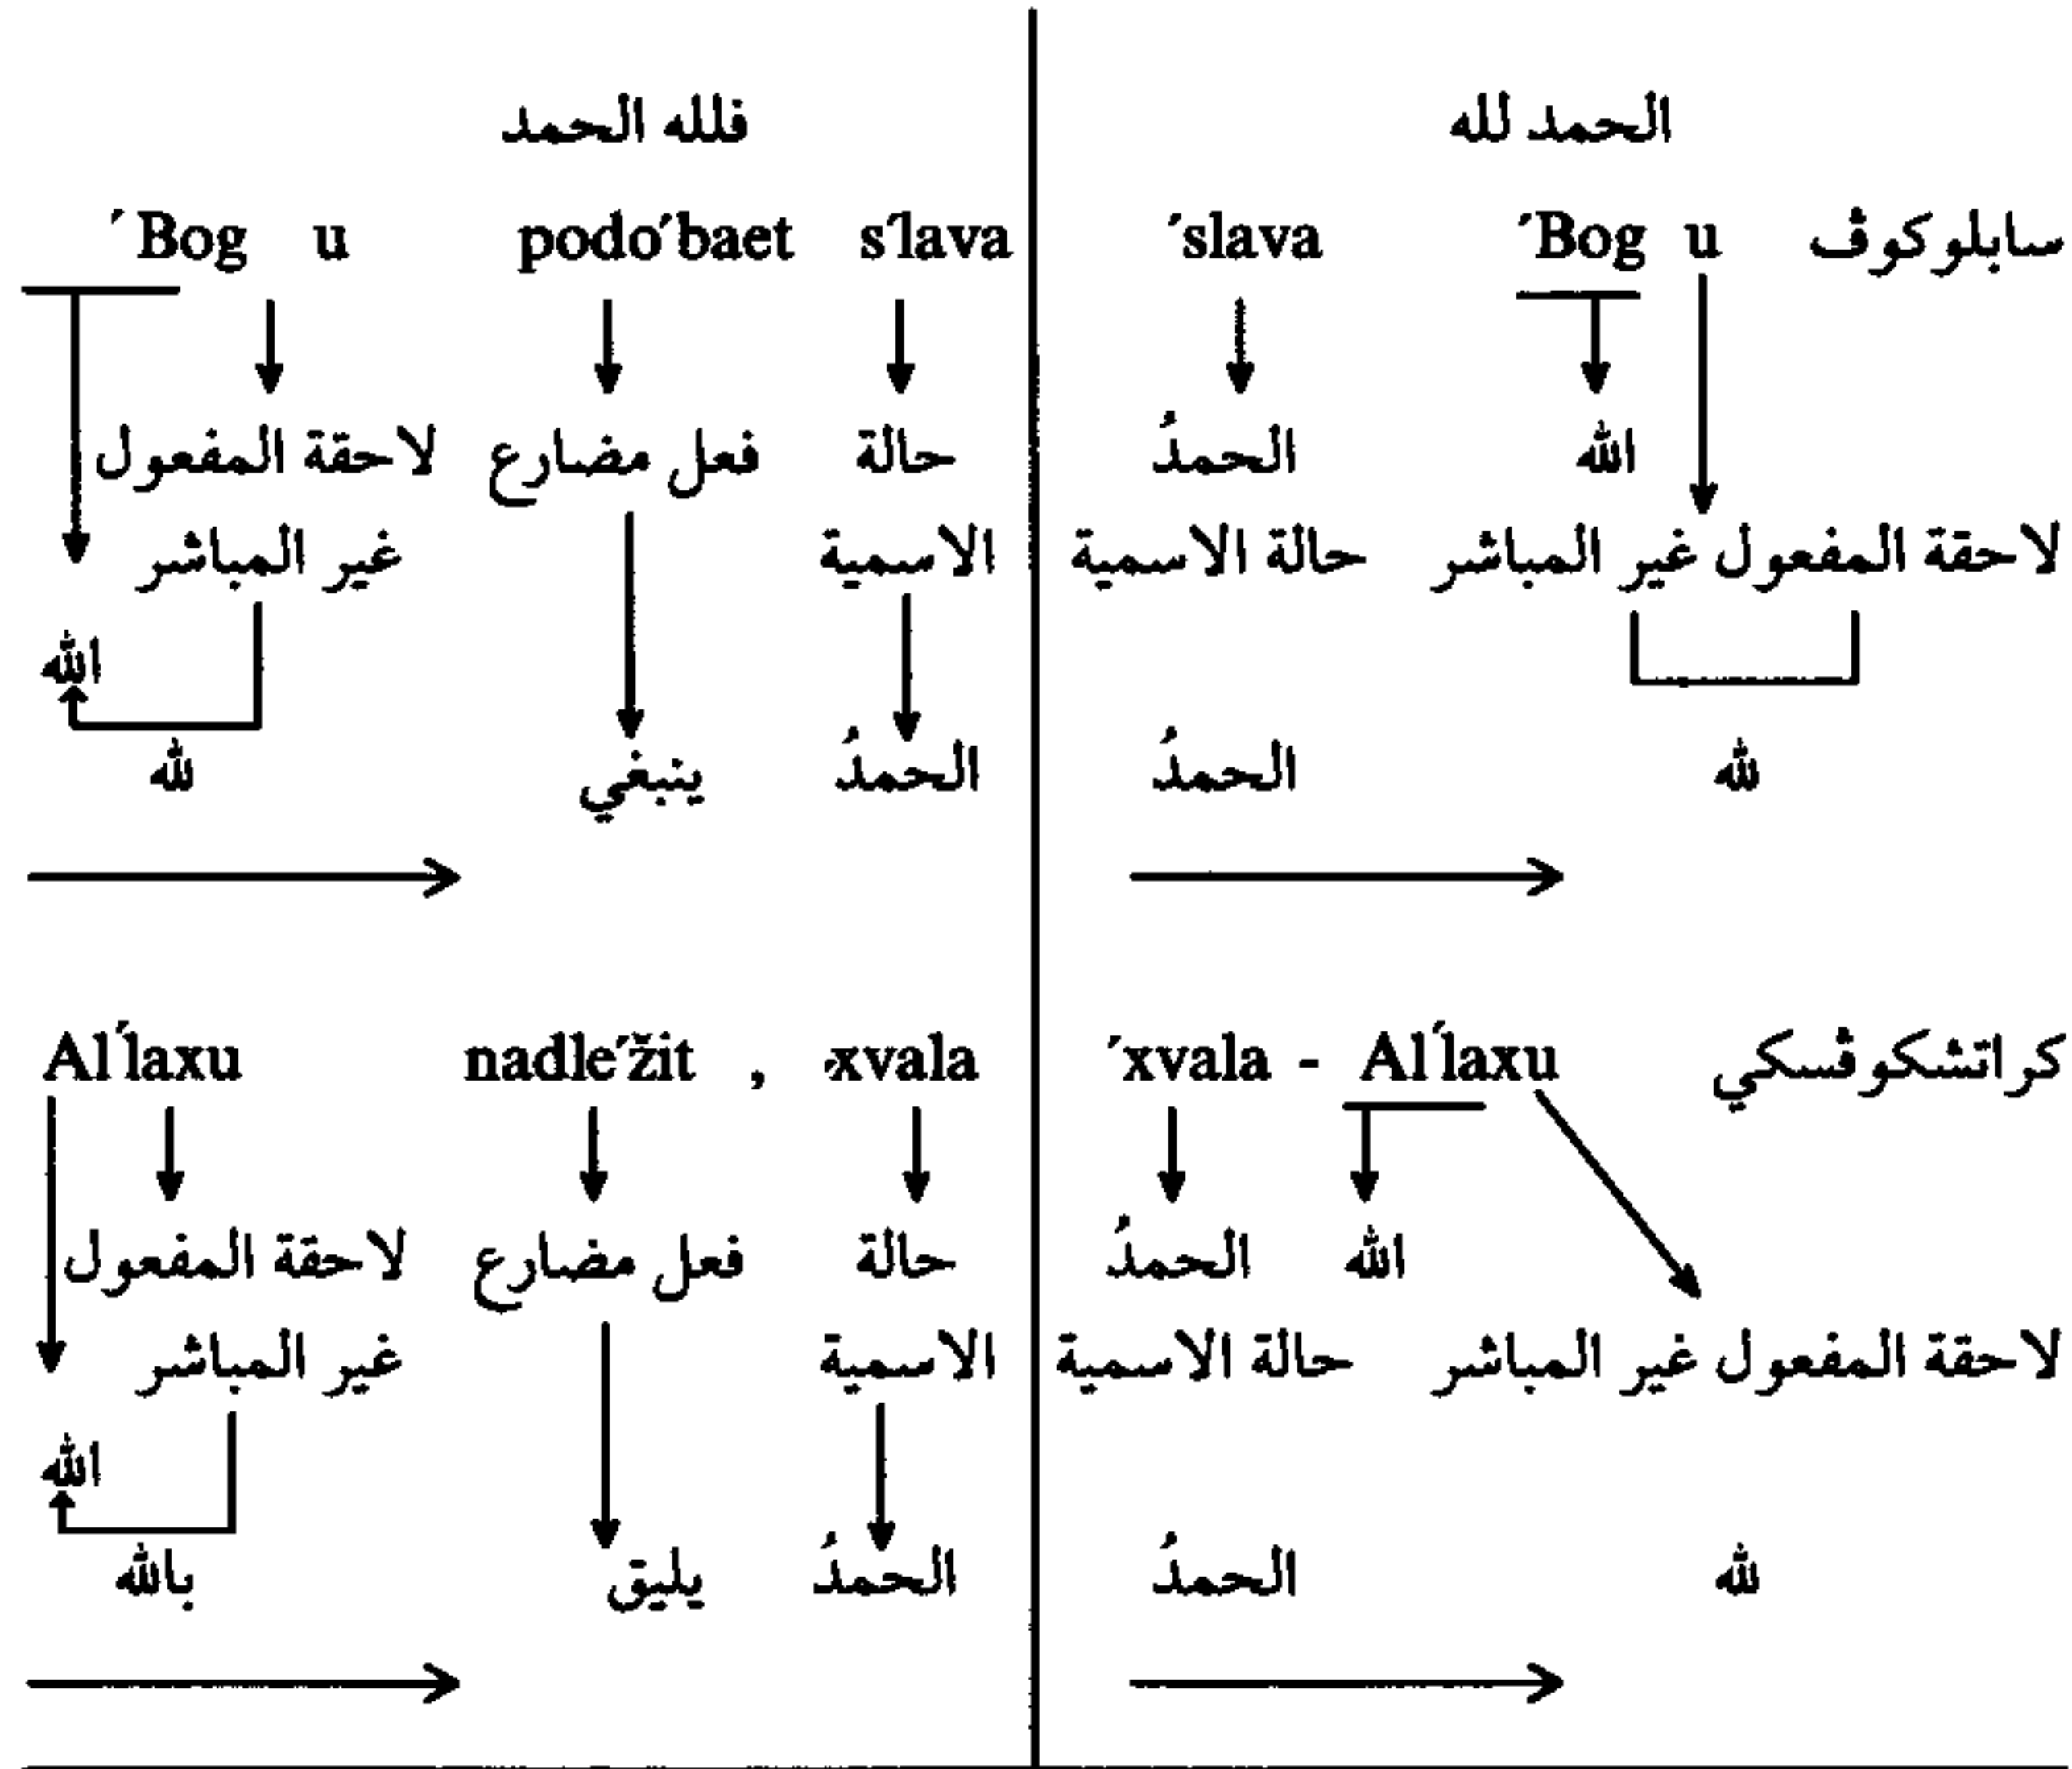 الحمد لله
سابلوكوڤ
´slava ´Bog u
الحمدُ الله
حالة الاسمية لاحقة المفعول غير المباشر
الحمدُ لله
كراتشكوڤسكي
´xvala - Al´laxu
الحمدُ الله
حالة الاسمية لاحقة المفعول غير المباشر
الحمدُ لله
فلله الحمد
´Bog u podo´baet s´lava
لاحقة المفعول فعل مضارع حالة
غير المباشر الاسمية
الله
لله ينبغي الحمدُ
Al´laxu nadle´žit , xvala
لاحقة المفعول فعل مضارع حالة
غير المباشر الاسمية
الله
بالله يليق الحمدُ